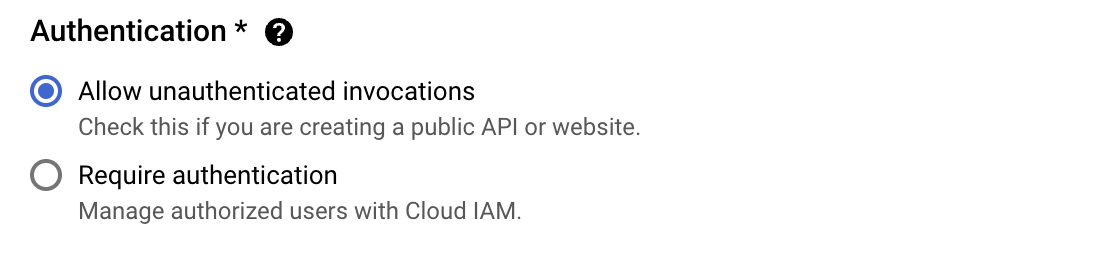 Authentication * ?
Allow unauthenticated invocations
Check this if you are creating a public API or website.
Require authentication
Manage authorized users with Cloud IAM.